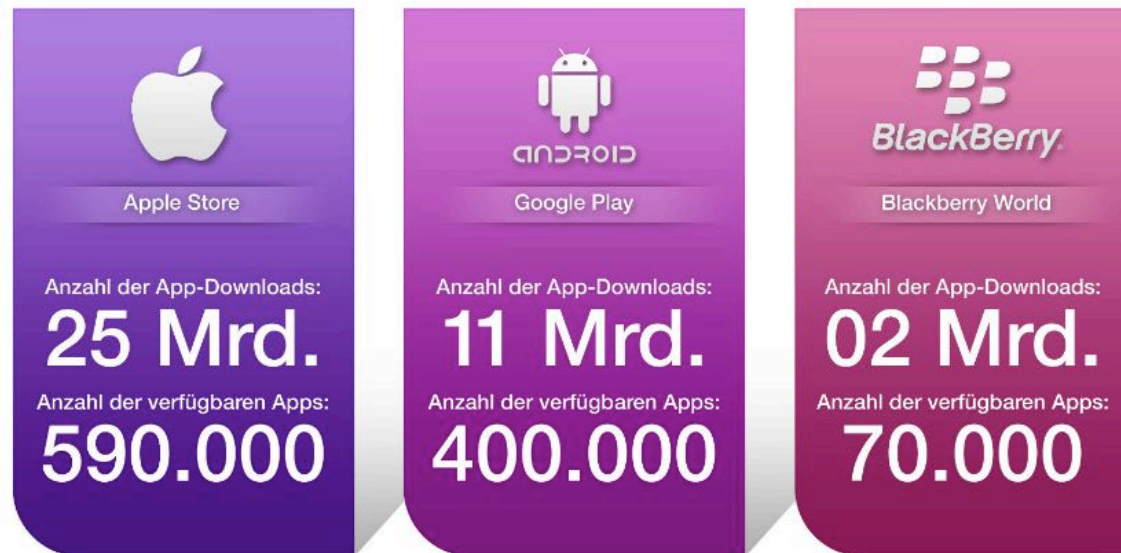 Apple Store
Anzahl der App-Downloads:
25 Mrd.
Anzahl der verfügbaren Apps:
590.000
ANDROID
Google Play
Anzahl der App-Downloads:
11 Mrd.
Anzahl der verfügbaren Apps:
400.000
BlackBerry
Blackberry World
Anzahl der App-Downloads:
02 Mrd.
Anzahl der verfügbaren Apps:
70.000